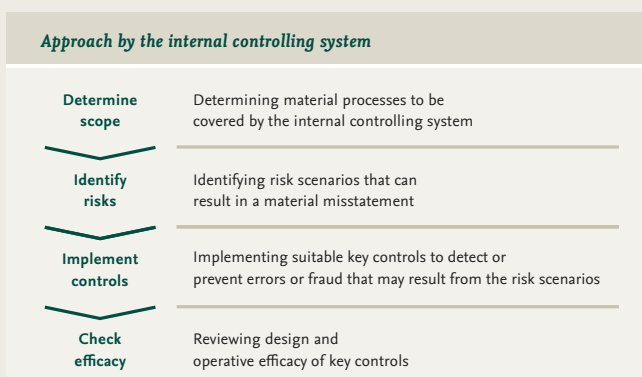 Approach by the internal controlling system
Determine
scope
Determining material processes to be
covered by the internal controlling system
Identify
risks
Identifying risk scenarios that can
result in a material misstatement
Implement
controls
Implementing suitable key controls to detect or
prevent errors or fraud that may result from the risk scenarios
Check
efficacy
Reviewing design and
operative efficacy of key controls